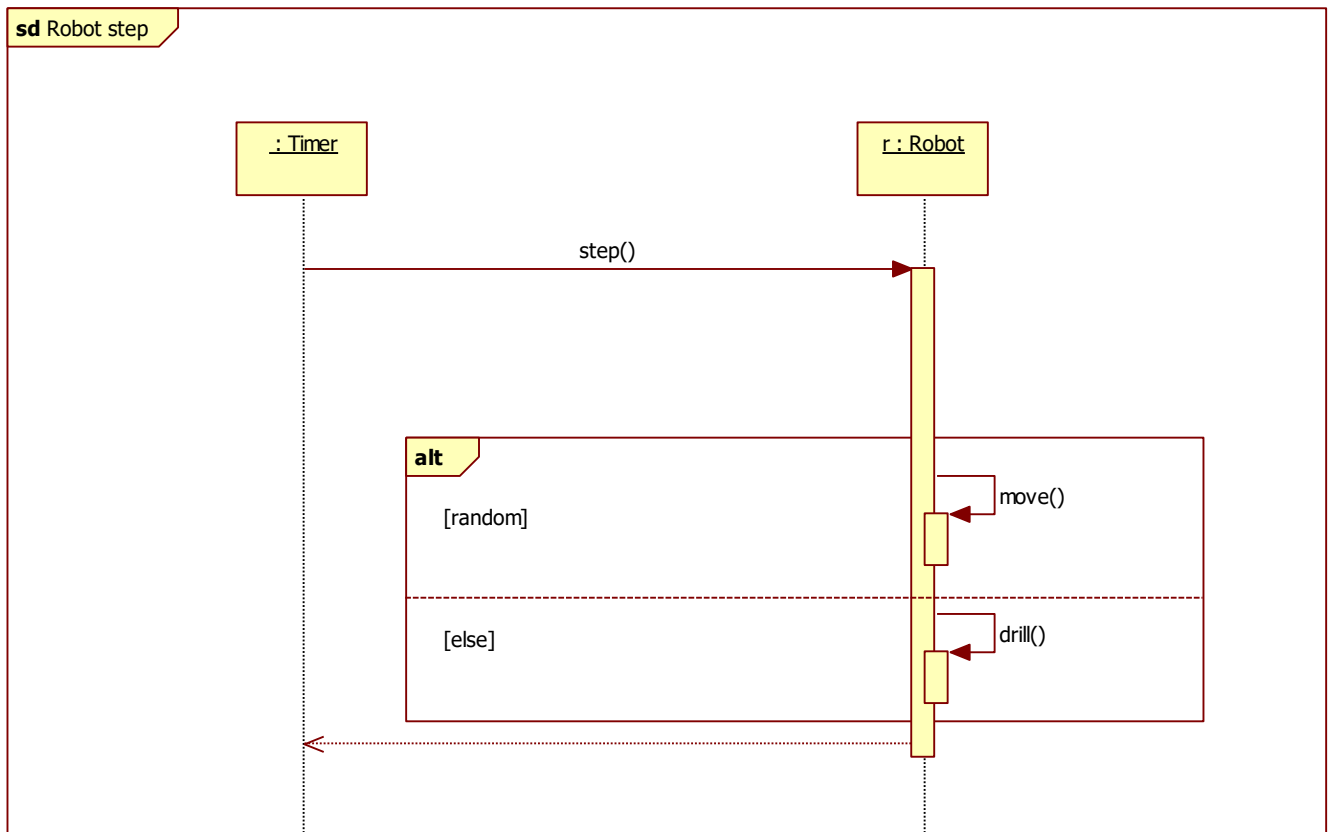 sd Robot step
: Timer
r : Robot
step()
alt
move()
[random]
drill()
[else]